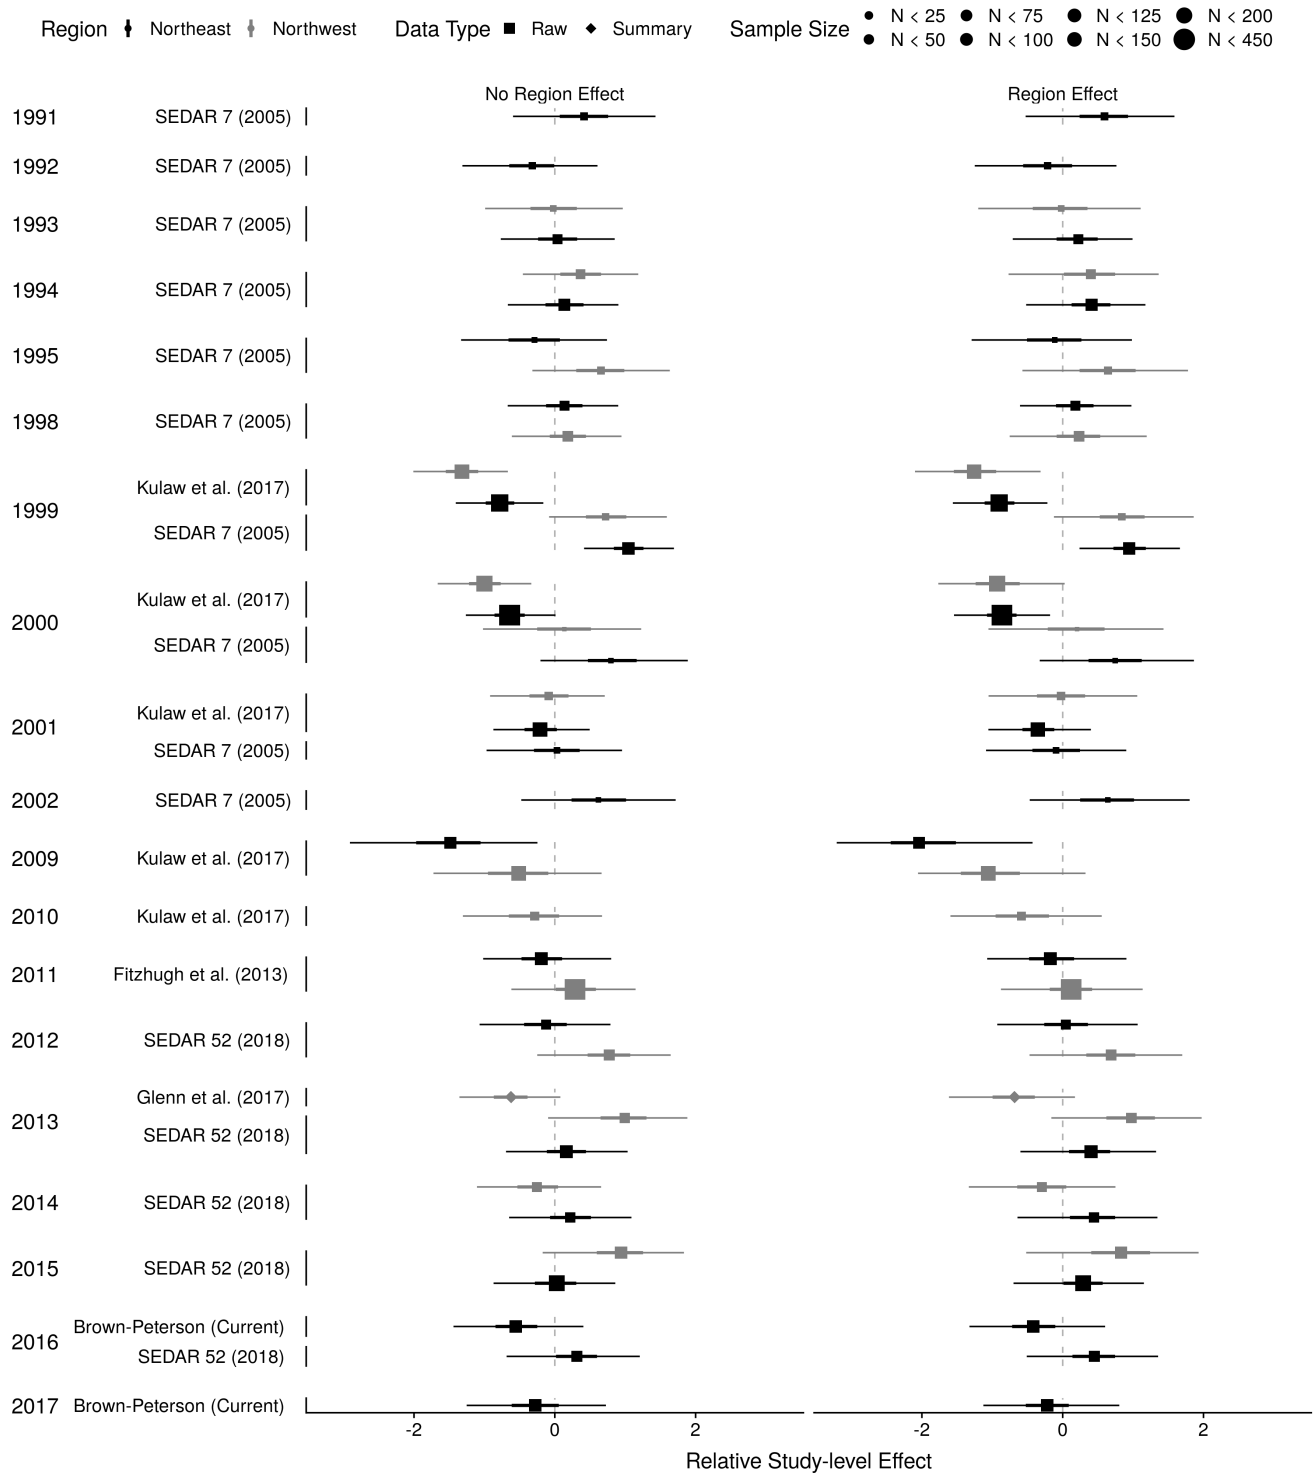 Region Northeast Northwest Data Type Raw Summary Sample Size N < 25 N < 75 N < 125 N < 200
N < 50 N < 100 N < 150 N < 450
No Region Effect Region Effect
1991 SEDAR 7 (2005)
1992 SEDAR 7 (2005)
1993 SEDAR 7 (2005)
1994 SEDAR 7 (2005)
1995 SEDAR 7 (2005)
1998 SEDAR 7 (2005)
1999 Kulaw et al. (2017)
SEDAR 7 (2005)
2000 Kulaw et al. (2017)
SEDAR 7 (2005)
2001 Kulaw et al. (2017)
SEDAR 7 (2005)
2002 SEDAR 7 (2005)
2009 Kulaw et al. (2017)
2010 Kulaw et al. (2017)
2011 Fitzhugh et al. (2013)
2012 SEDAR 52 (2018)
2013 Glenn et al. (2017)
SEDAR 52 (2018)
2014 SEDAR 52 (2018)
2015 SEDAR 52 (2018)
2016 Brown-Peterson (Current)
SEDAR 52 (2018)
2017 Brown-Peterson (Current)
-2 0 2 -2 0 2
Relative Study-level Effect